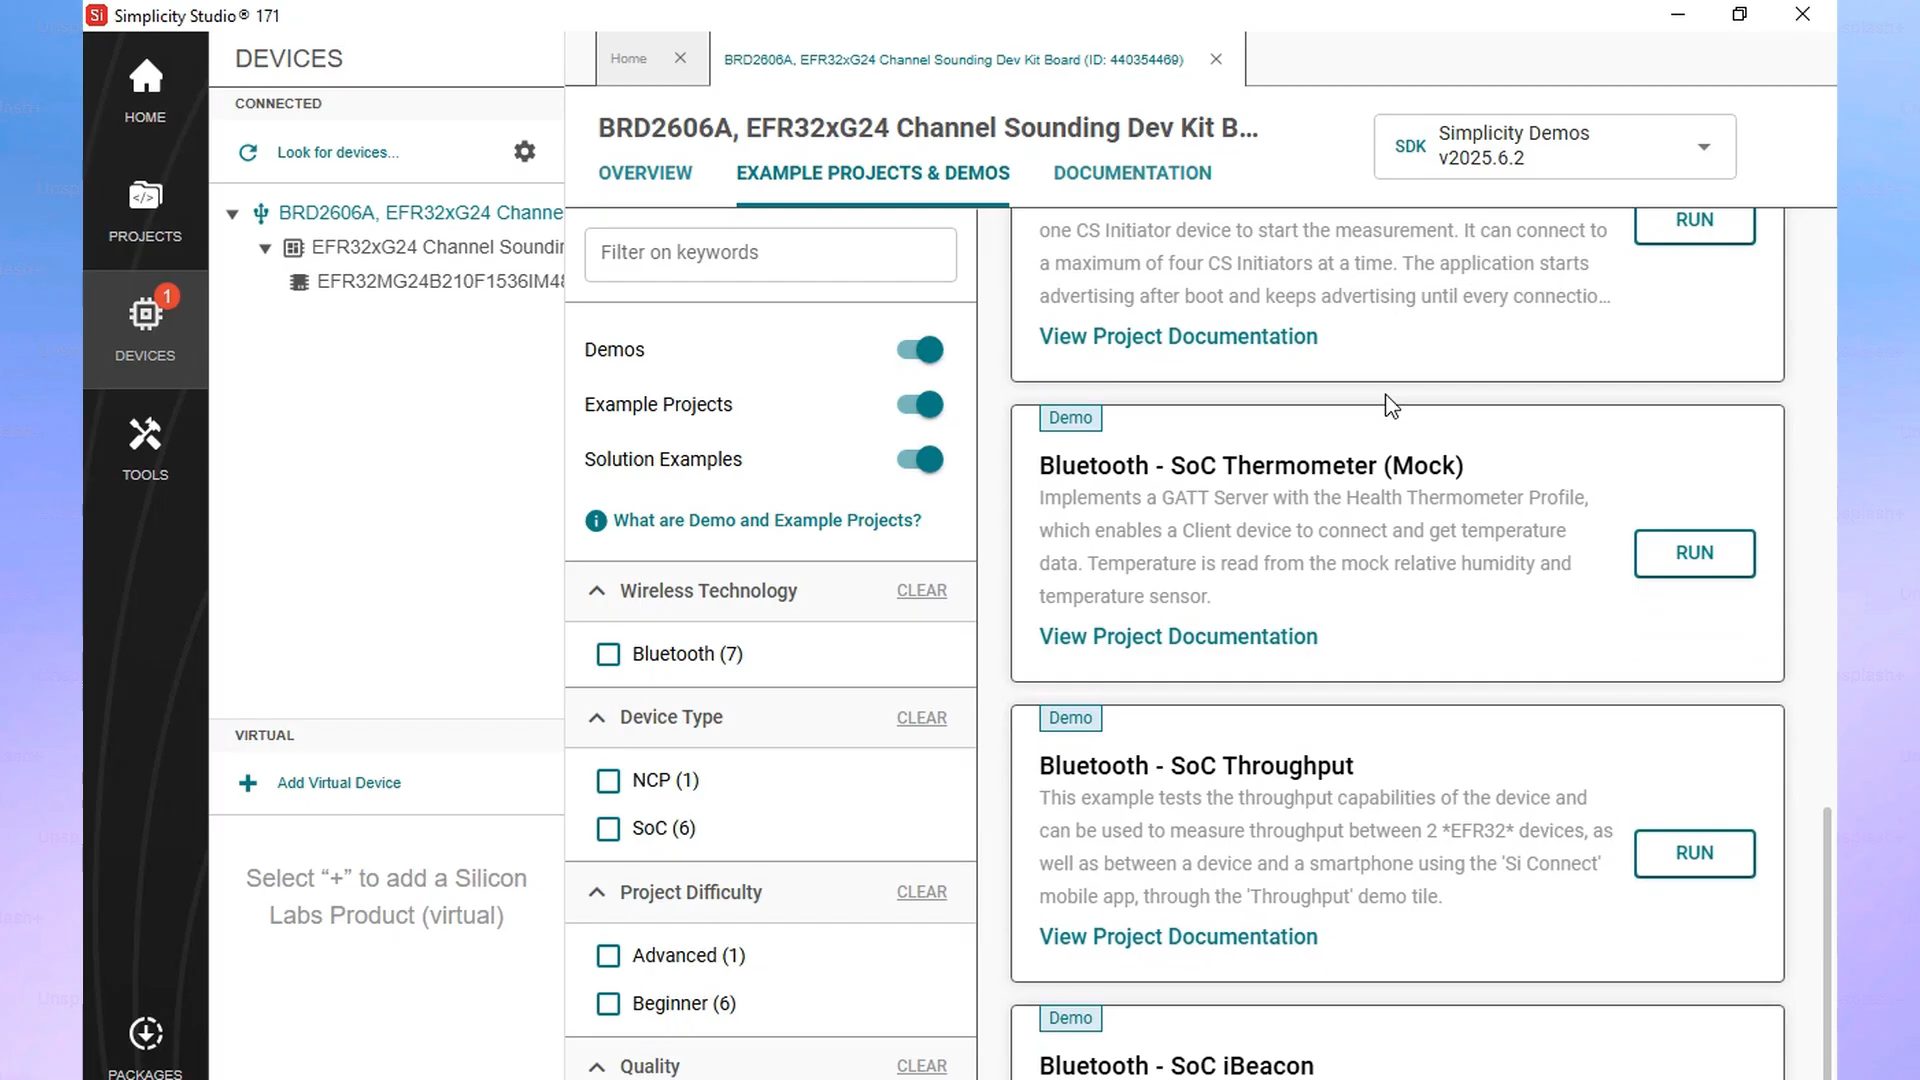 Si Simplicity Studio® 171
HOME
PROJECTS
DEVICES
1
TOOLS
PACKAGES
DEVICES
CONNECTED
Look for devices...
BRD2606A, EFR32xG24 Channe
EFR32xG24 Channel Soundin
EFR32MG24B210F1536IM48
VIRTUAL
Add Virtual Device
Select “+” to add a Silicon
Labs Product (virtual)
Home
BRD2606A, EFR32xG24 Channel Sounding Dev Kit Board (ID: 440354469)
BRD2606A, EFR32xG24 Channel Sounding Dev Kit B...
OVERVIEW
EXAMPLE PROJECTS & DEMOS
DOCUMENTATION
SDK
Simplicity Demos
v2025.6.2
Filter on keywords
Demos
Example Projects
Solution Examples
What are Demo and Example Projects?
Wireless Technology
CLEAR
Bluetooth (7)
Device Type
CLEAR
NCP (1)
SoC (6)
Project Difficulty
CLEAR
Advanced (1)
Beginner (6)
Quality
CLEAR
one CS Initiator device to start the measurement. It can connect to
a maximum of four CS Initiators at a time. The application starts
advertising after boot and keeps advertising until every connectio...
View Project Documentation
RUN
Demo
Bluetooth - SoC Thermometer (Mock)
Implements a GATT Server with the Health Thermometer Profile,
which enables a Client device to connect and get temperature
data. Temperature is read from the mock relative humidity and
temperature sensor.
View Project Documentation
RUN
Demo
Bluetooth - SoC Throughput
This example tests the throughput capabilities of the device and
can be used to measure throughput between 2 *EFR32* devices, as
well as between a device and a smartphone using the 'Si Connect'
mobile app, through the 'Throughput' demo tile.
View Project Documentation
RUN
Demo
Bluetooth - SoC iBeacon